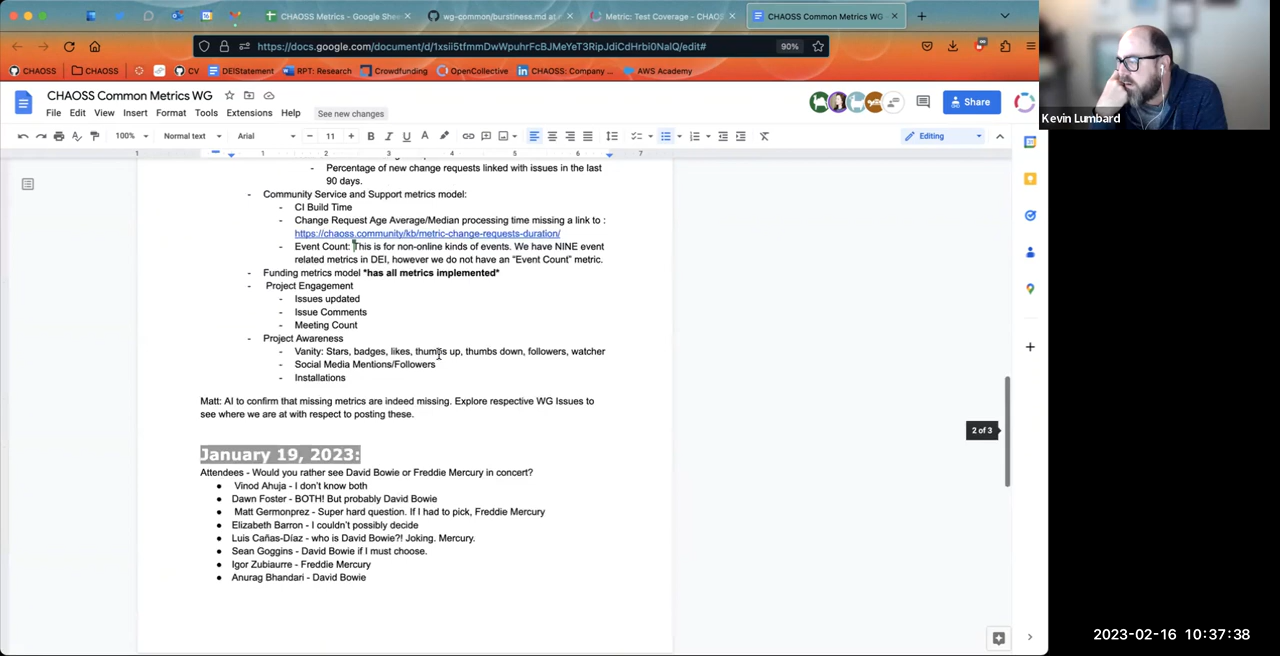 CHAOSS Metrics - Google She
wg-common/burstiness.md at
Metric: Test Coverage - CHAO
CHAOSS Common Metrics WG
https://docs.google.com/document/d/1xsii5tfmmDwWpuhrFcBJMeYeT3RipJdiCdHrbi0NalQ/edit#
90%
CHAOSS
CHAOSS
CV
DEIStatement
RPT: Research
Crowdfunding
OpenCollective
CHAOSS: Company ...
AWS Academy
Kevin Lumbard
CHAOSS Common Metrics WG
File Edit View Insert Format Tools Extensions Help
See new changes
Share
100%
Normal text
Arial
11
Editing
1 1 2 3 4 5 6 7
- Percentage of new change requests linked with issues in the last
90 days.
- Community Service and Support metrics model:
- CI Build Time
- Change Request Age Average/Median processing time missing a link to :
https://chaoss.community/kb/metric-change-requests-duration/
- Event Count: This is for non-online kinds of events. We have NINE event
related metrics in DEI, however we do not have an “Event Count” metric.
- Funding metrics model *has all metrics implemented*
- Project Engagement
- Issues updated
- Issue Comments
- Meeting Count
- Project Awareness
- Vanity: Stars, badges, likes, thumbs up, thumbs down, followers, watcher
- Social Media Mentions/Followers
- Installations
Matt: AI to confirm that missing metrics are indeed missing. Explore respective WG Issues to
see where we are at with respect to posting these.
2 of 3
January 19, 2023:
Attendees - Would you rather see David Bowie or Freddie Mercury in concert?
● Vinod Ahuja - I don’t know both
● Dawn Foster - BOTH! But probably David Bowie
● Matt Germonprez - Super hard question. If I had to pick, Freddie Mercury
● Elizabeth Barron - I couldn’t possibly decide
● Luis Cañas-Díaz - who is David Bowie?! Joking. Mercury.
● Sean Goggins - David Bowie if I must choose.
● Igor Zubiaurre - Freddie Mercury
● Anurag Bhandari - David Bowie
2023-02-16 10:37:38